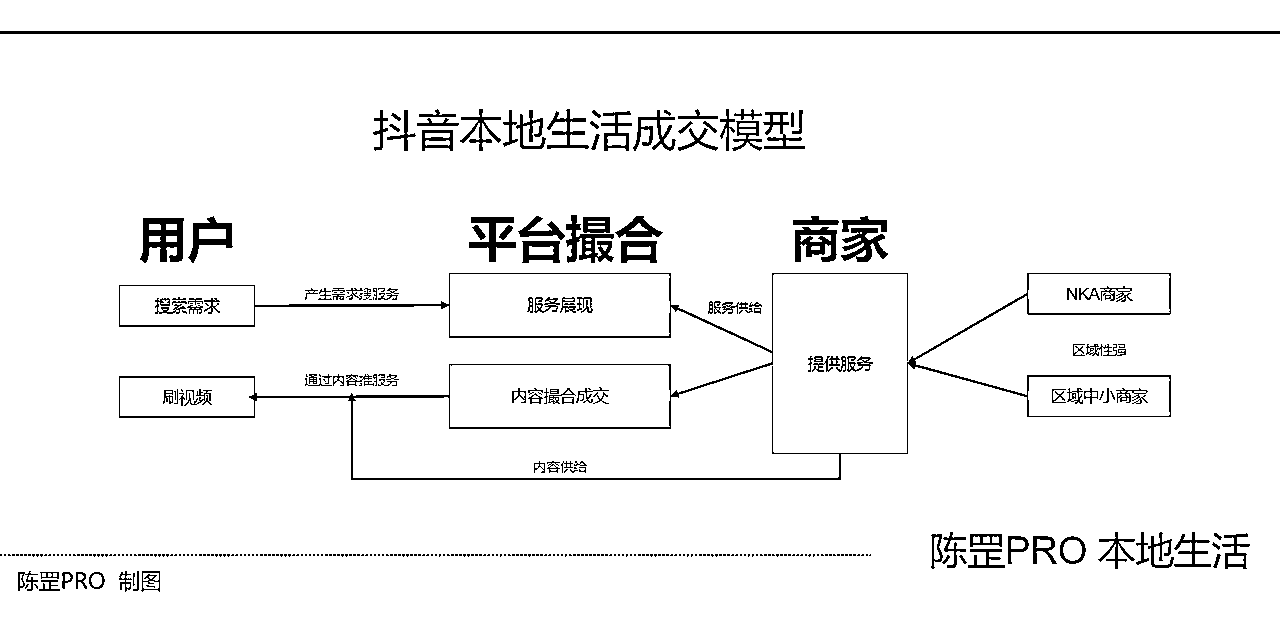 抖音本地生活成交模型
用户
平台撮合
商家
搜索需求
产生需求搜服务
服务展现
服务供给
提供服务
NKA商家
区域性强
区域中小商家
刷视频
通过内容推服务
内容撮合成交
内容供给
陈罡PRO 本地生活
陈罡PRO 制图